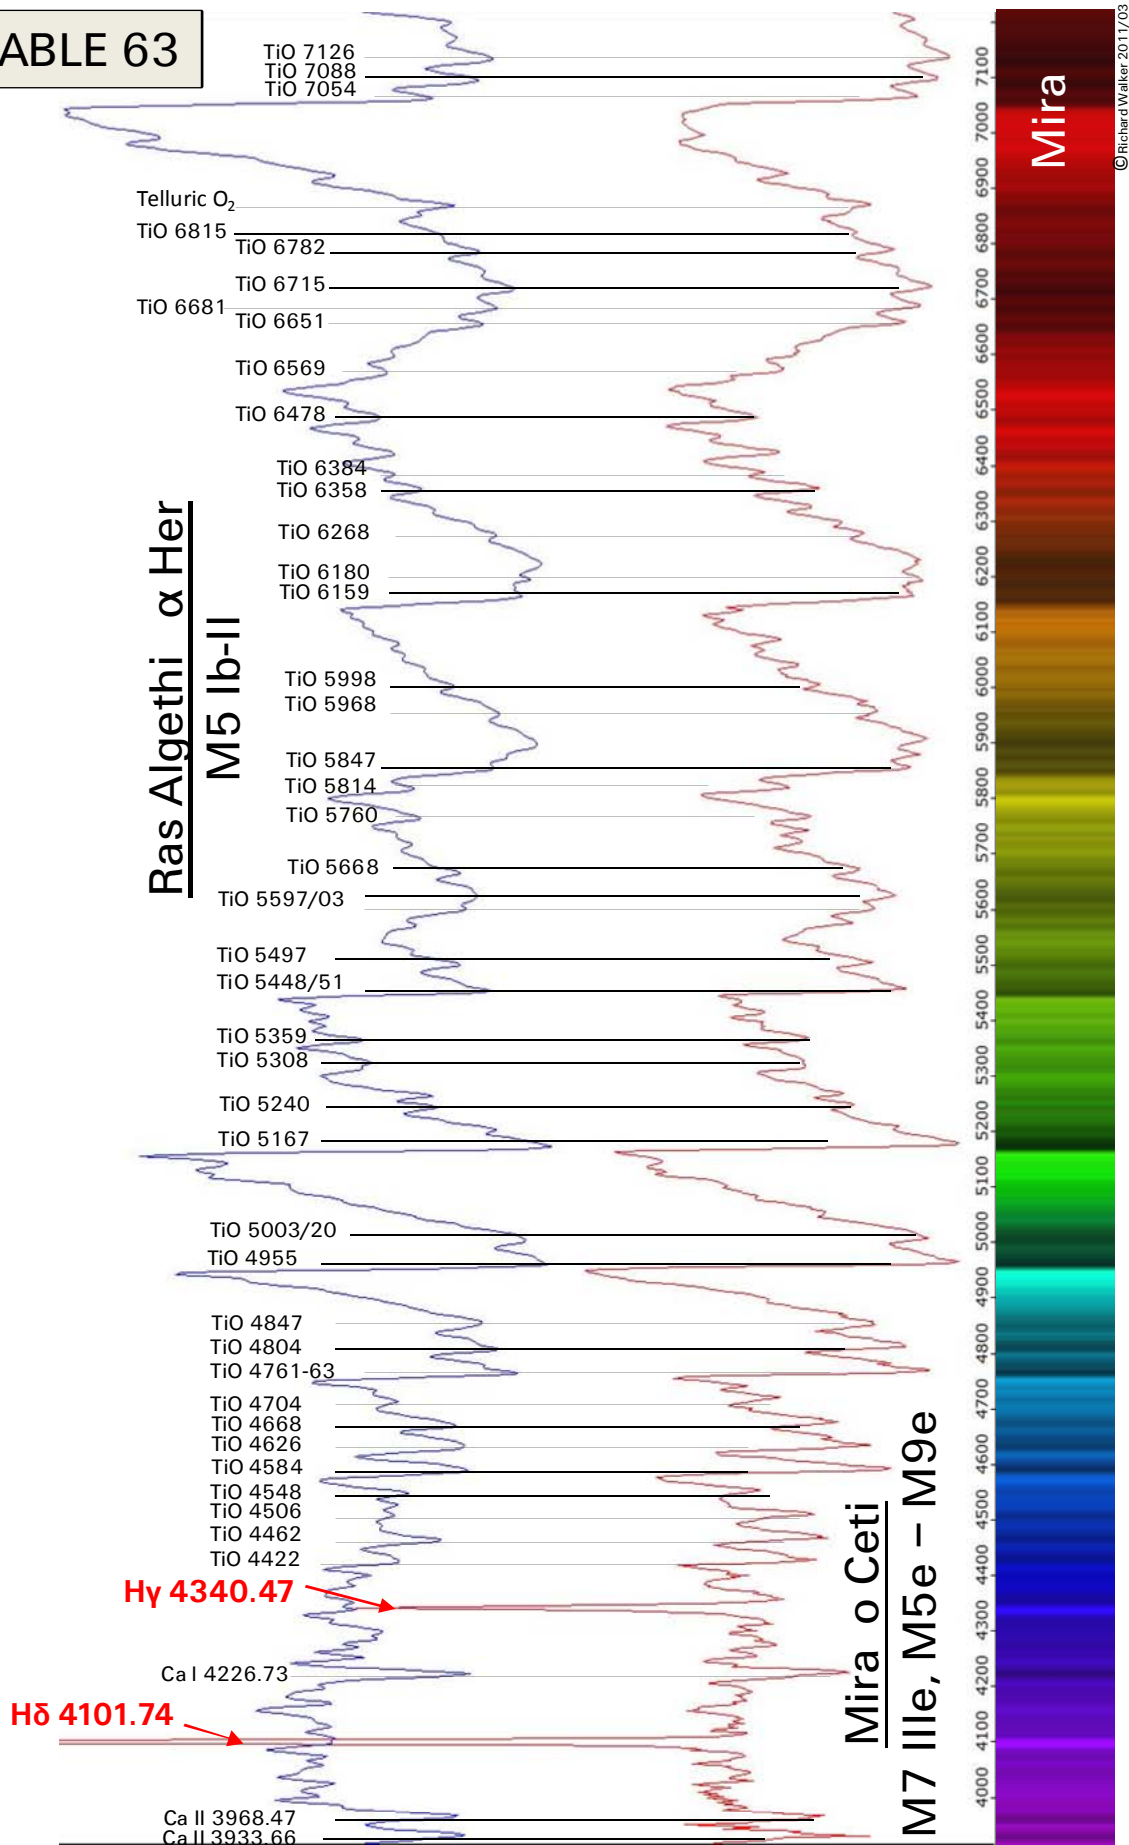 ABLE 63
TiO 7126
TiO 7088
TiO 7054
Telluric O₂
TiO 6815
TiO 6782
TiO 6715
TiO 6681
TiO 6651
TiO 6569
TiO 6478
TiO 6384
TiO 6358
TiO 6268
TiO 6180
TiO 6159
TiO 5998
TiO 5968
TiO 5847
TiO 5814
TiO 5760
TiO 5668
TiO 5597/03
TiO 5497
TiO 5448/51
TiO 5359
TiO 5308
TiO 5240
TiO 5167
TiO 5003/20
TiO 4955
TiO 4847
TiO 4804
TiO 4761-63
TiO 4704
TiO 4668
TiO 4626
TiO 4584
TiO 4548
TiO 4506
TiO 4462
TiO 4422
Hγ 4340.47
Ca I 4226.73
Hδ 4101.74
Ca II 3968.47
Ca II 3933.66
Ras Algethi α Her
M5 Ib-II
Mira o Ceti
M7 IIIe, M5e – M9e
7100
7000
6900
6800
6700
6600
6500
6400
6300
6200
6100
6000
5900
5800
5700
5600
5500
5400
5300
5200
5100
5000
4900
4800
4700
4600
4500
4400
4300
4200
4100
4000
Mira
©Richard Walker 2011/03